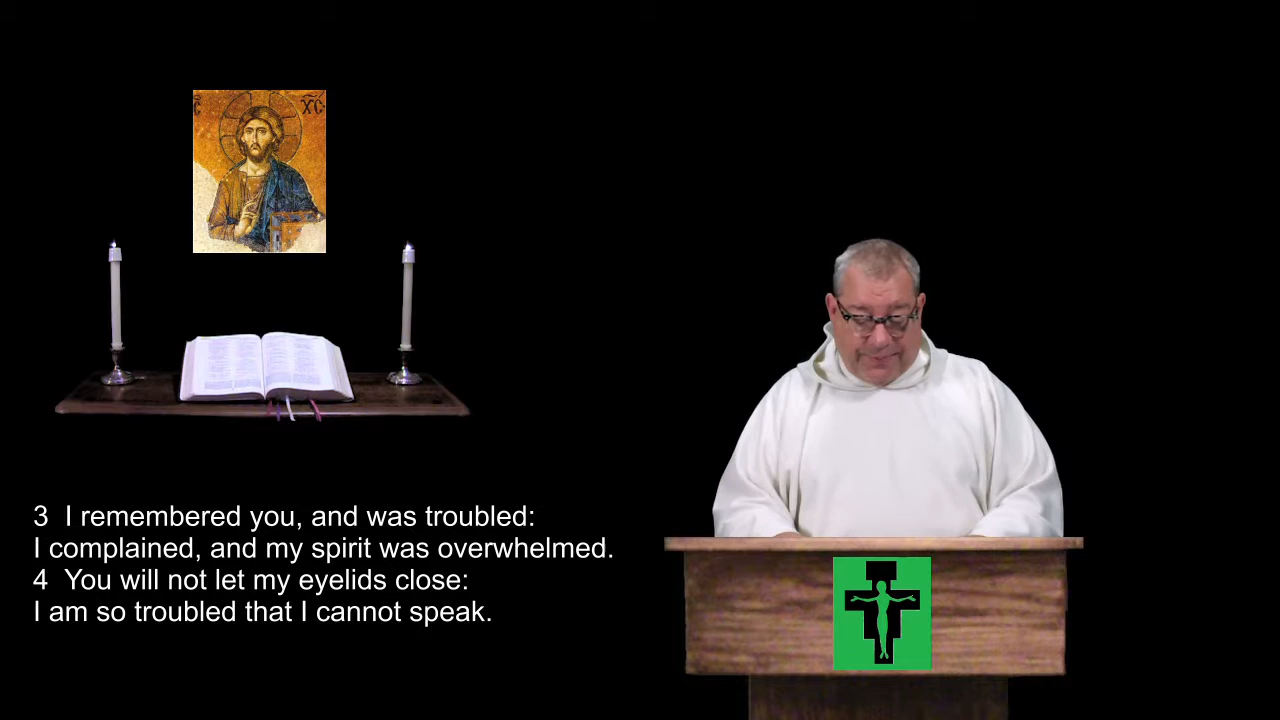 ΧC
3 I remembered you, and was troubled:
I complained, and my spirit was overwhelmed.
4 You will not let my eyelids close:
I am so troubled that I cannot speak.